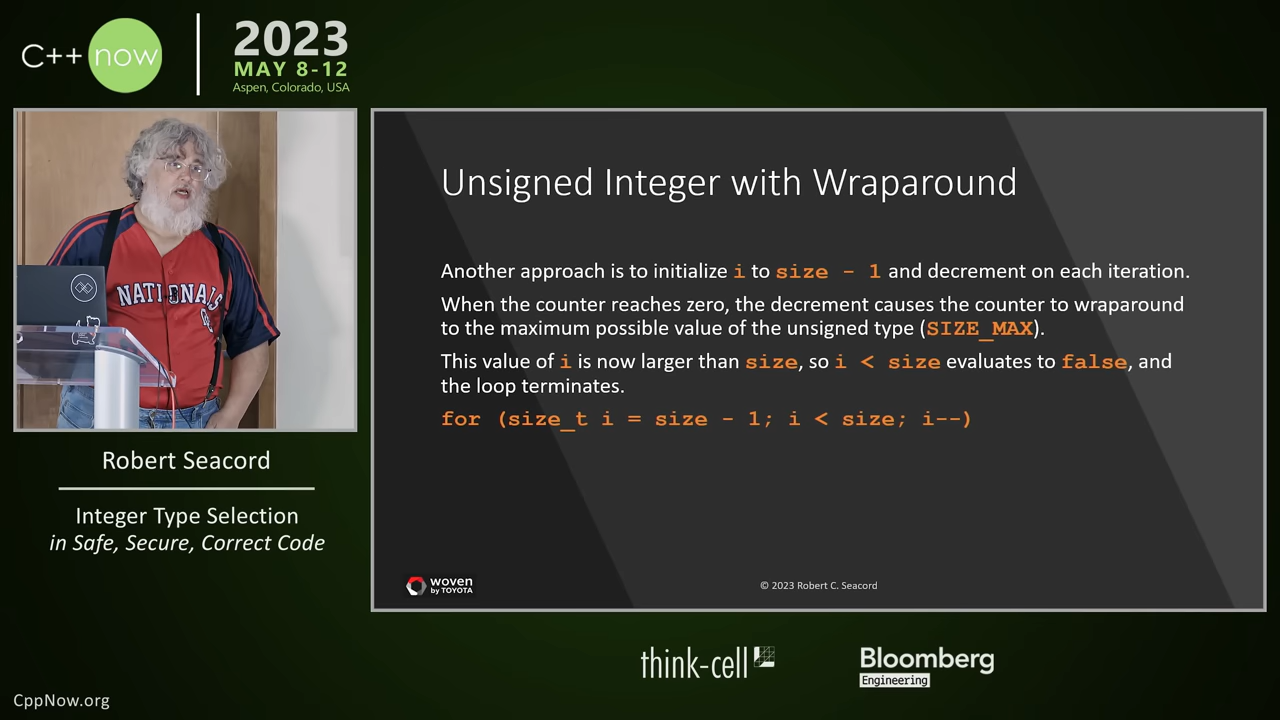 C++ now
2023
MAY 8-12
Aspen, Colorado, USA
NATIONALS
Robert Seacord
Integer Type Selection
in Safe, Secure, Correct Code
Unsigned Integer with Wraparound
Another approach is to initialize i to size - 1 and decrement on each iteration.
When the counter reaches zero, the decrement causes the counter to wraparound
to the maximum possible value of the unsigned type (SIZE_MAX).
This value of i is now larger than size, so i < size evaluates to false, and
the loop terminates.
for (size_t i = size - 1; i < size; i--)
woven
by TOYOTA
© 2023 Robert C. Seacord
think-cell
Bloomberg
Engineering
CppNow.org